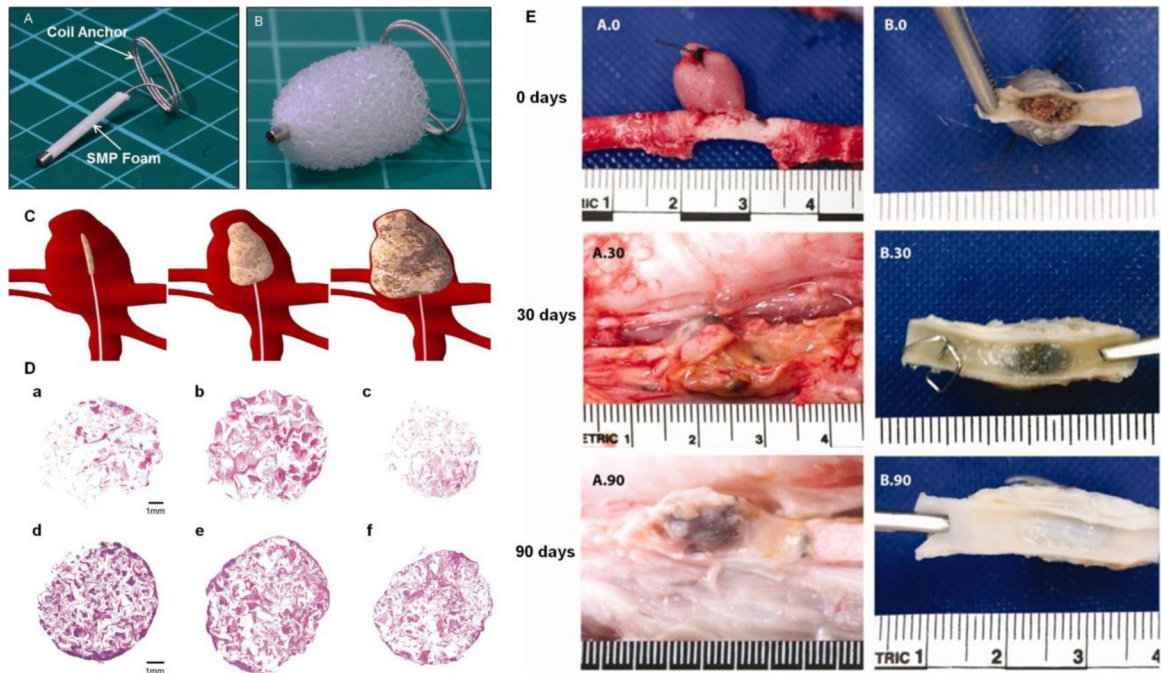 A
Coil Anchor
SMP Foam
B
C
D
a
b
c
1mm
d
e
f
1mm
E
0 days
A.0
TRIC 1 2 3 4
B.0
30 days
A.30
ETRIC 1 2 3 4
B.30
90 days
A.90
B.90
TRIC 1 2 3 4